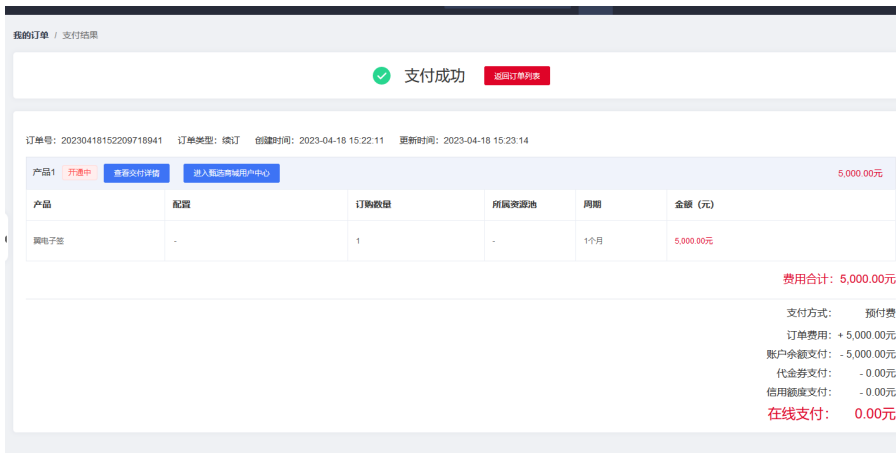 我的订单 / 支付结果
支付成功 返回订单列表
订单号：20230418152209718941 订单类型：续订 创建时间：2023-04-18 15:22:11 更新时间：2023-04-18 15:23:14
产品1 开通中 查看交付详情 进入甄选商城用户中心 5,000.00元
产品 配置 订购数量 所属资源池 周期 金额（元）
翼电子签 - 1 - 1个月 5,000.00元
费用合计：5,000.00元
支付方式： 预付费
订单费用：+ 5,000.00元
账户余额支付：- 5,000.00元
代金券支付： - 0.00元
信用额度支付： - 0.00元
在线支付： 0.00元